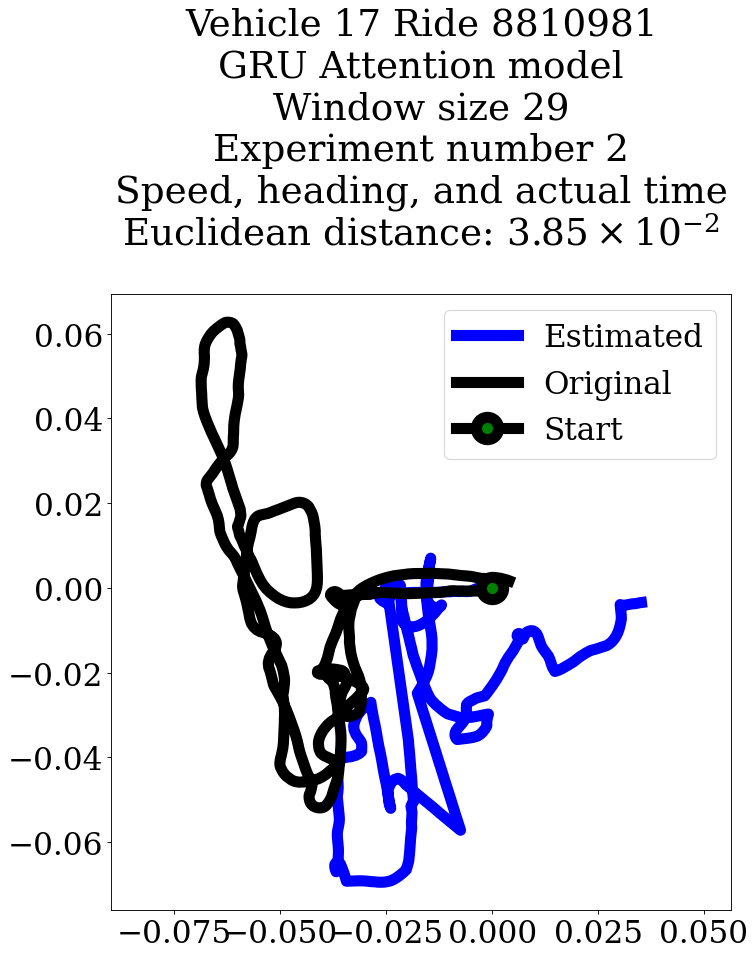 Vehicle 17 Ride 8810981
GRU Attention model
Window size 29
Experiment number 2
Speed, heading, and actual time
Euclidean distance: 3.85 × 10⁻²
Estimated
Original
Start
0.06
0.04
0.02
0.00
−0.02
−0.04
−0.06
−0.075 −0.050 −0.025 0.000 0.025 0.050